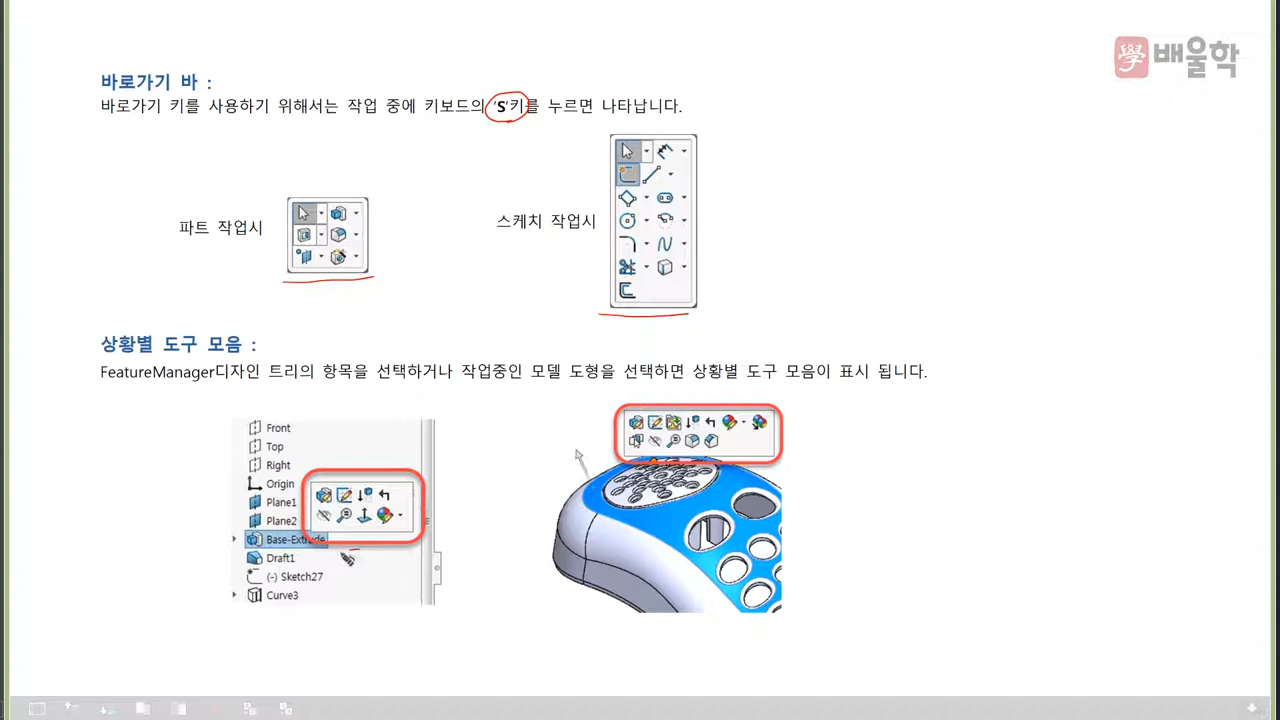 學 배울학
바로가기 바 :
바로가기 키를 사용하기 위해서는 작업 중에 키보드의 'S'키를 누르면 나타납니다.
파트 작업시
스케치 작업시
상황별 도구 모음 :
FeatureManager디자인 트리의 항목을 선택하거나 작업중인 모델 도형을 선택하면 상황별 도구 모음이 표시 됩니다.
Front
Top
Right
Origin
Plane1
Plane2
Base-Extrude
Draft1
(-) Sketch27
Curve3